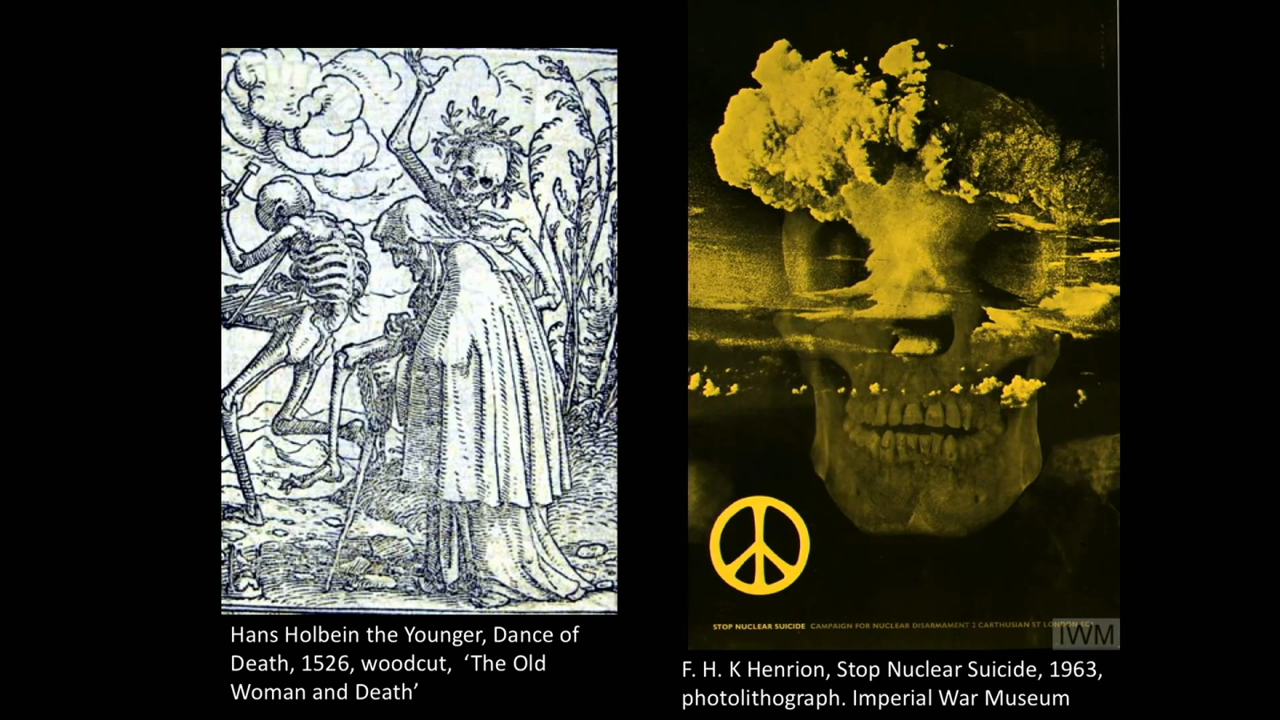 Hans Holbein the Younger, Dance of
Death, 1526, woodcut,  ‘The Old
Woman and Death’
STOP NUCLEAR SUICIDE CAMPAIGN FOR NUCLEAR DISARMAMENT 2 CARTHUSIAN ST LONDON EC1
IWM
F. H. K Henrion, Stop Nuclear Suicide, 1963,
photolithograph. Imperial War Museum